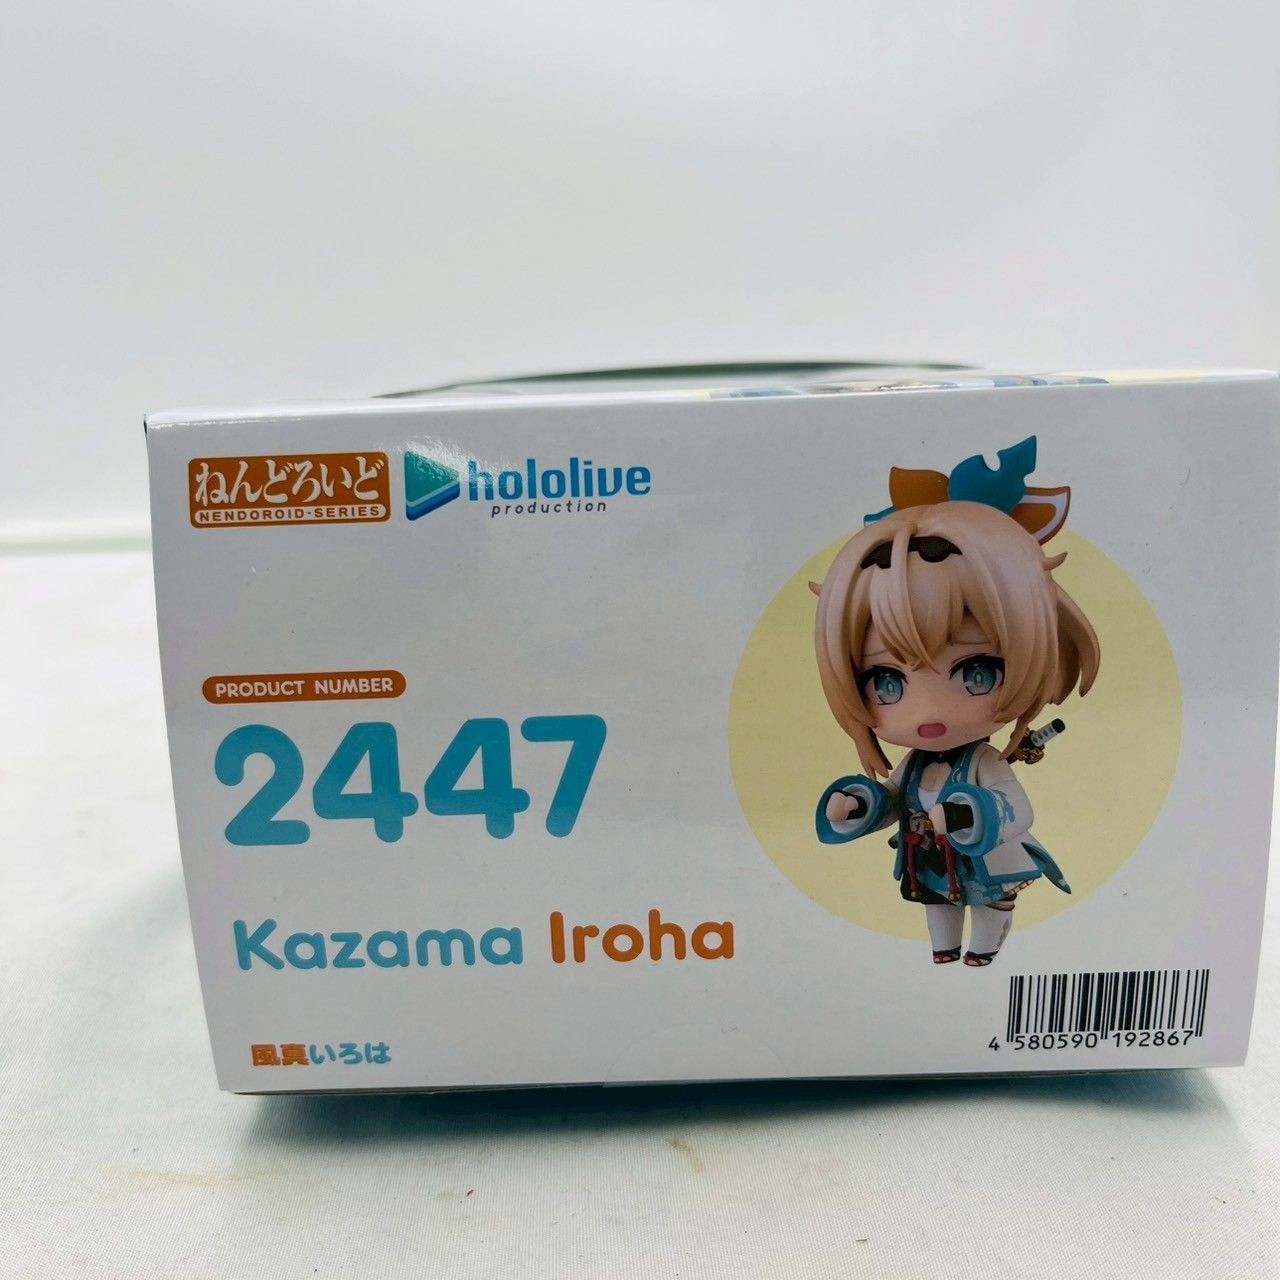 ねんどろいど
NENDOROID-SERIES
hololive
production
PRODUCT NUMBER
2447
Kazama Iroha
風真いろは
4 580590 192867